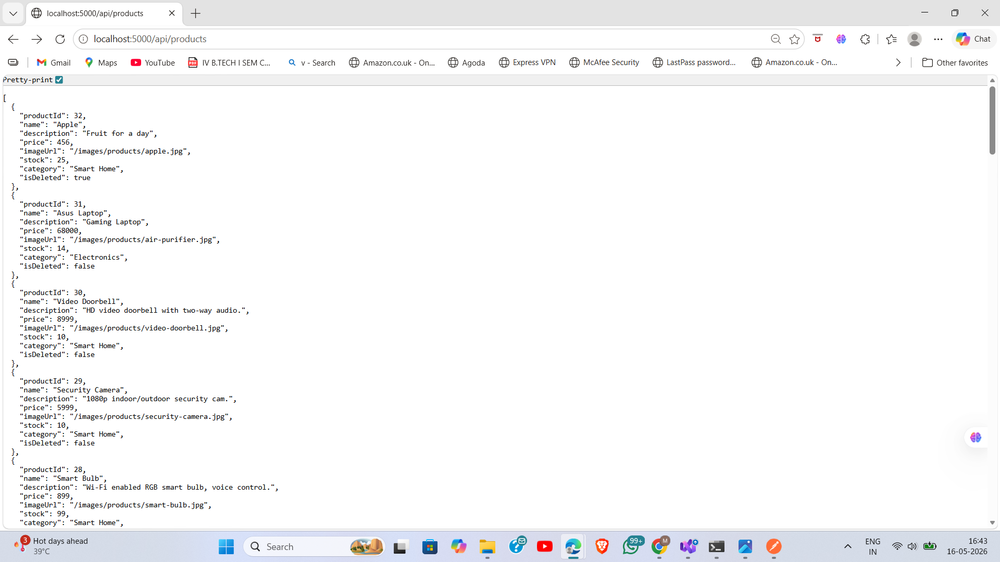 localhost:5000/api/products
localhost:5000/api/products
Chat
Gmail
Maps
YouTube
IV B.TECH I SEM C...
v - Search
Amazon.co.uk - On...
Agoda
Express VPN
McAfee Security
LastPass password...
Amazon.co.uk - On...
Other favorites
Pretty-print
[
  {
    "productId": 32,
    "name": "Apple",
    "description": "Fruit for a day",
    "price": 456,
    "imageUrl": "/images/products/apple.jpg",
    "stock": 25,
    "category": "Smart Home",
    "isDeleted": true
  },
  {
    "productId": 31,
    "name": "Asus Laptop",
    "description": "Gaming Laptop",
    "price": 68000,
    "imageUrl": "/images/products/air-purifier.jpg",
    "stock": 14,
    "category": "Electronics",
    "isDeleted": false
  },
  {
    "productId": 30,
    "name": "Video Doorbell",
    "description": "HD video doorbell with two-way audio.",
    "price": 8999,
    "imageUrl": "/images/products/video-doorbell.jpg",
    "stock": 10,
    "category": "Smart Home",
    "isDeleted": false
  },
  {
    "productId": 29,
    "name": "Security Camera",
    "description": "1080p indoor/outdoor security cam.",
    "price": 5999,
    "imageUrl": "/images/products/security-camera.jpg",
    "stock": 10,
    "category": "Smart Home",
    "isDeleted": false
  },
  {
    "productId": 28,
    "name": "Smart Bulb",
    "description": "Wi-Fi enabled RGB smart bulb, voice control.",
    "price": 899,
    "imageUrl": "/images/products/smart-bulb.jpg",
    "stock": 99,
    "category": "Smart Home",
3
Hot days ahead
39°C
Search
99+
M
ENG
IN
16:43
16-05-2026